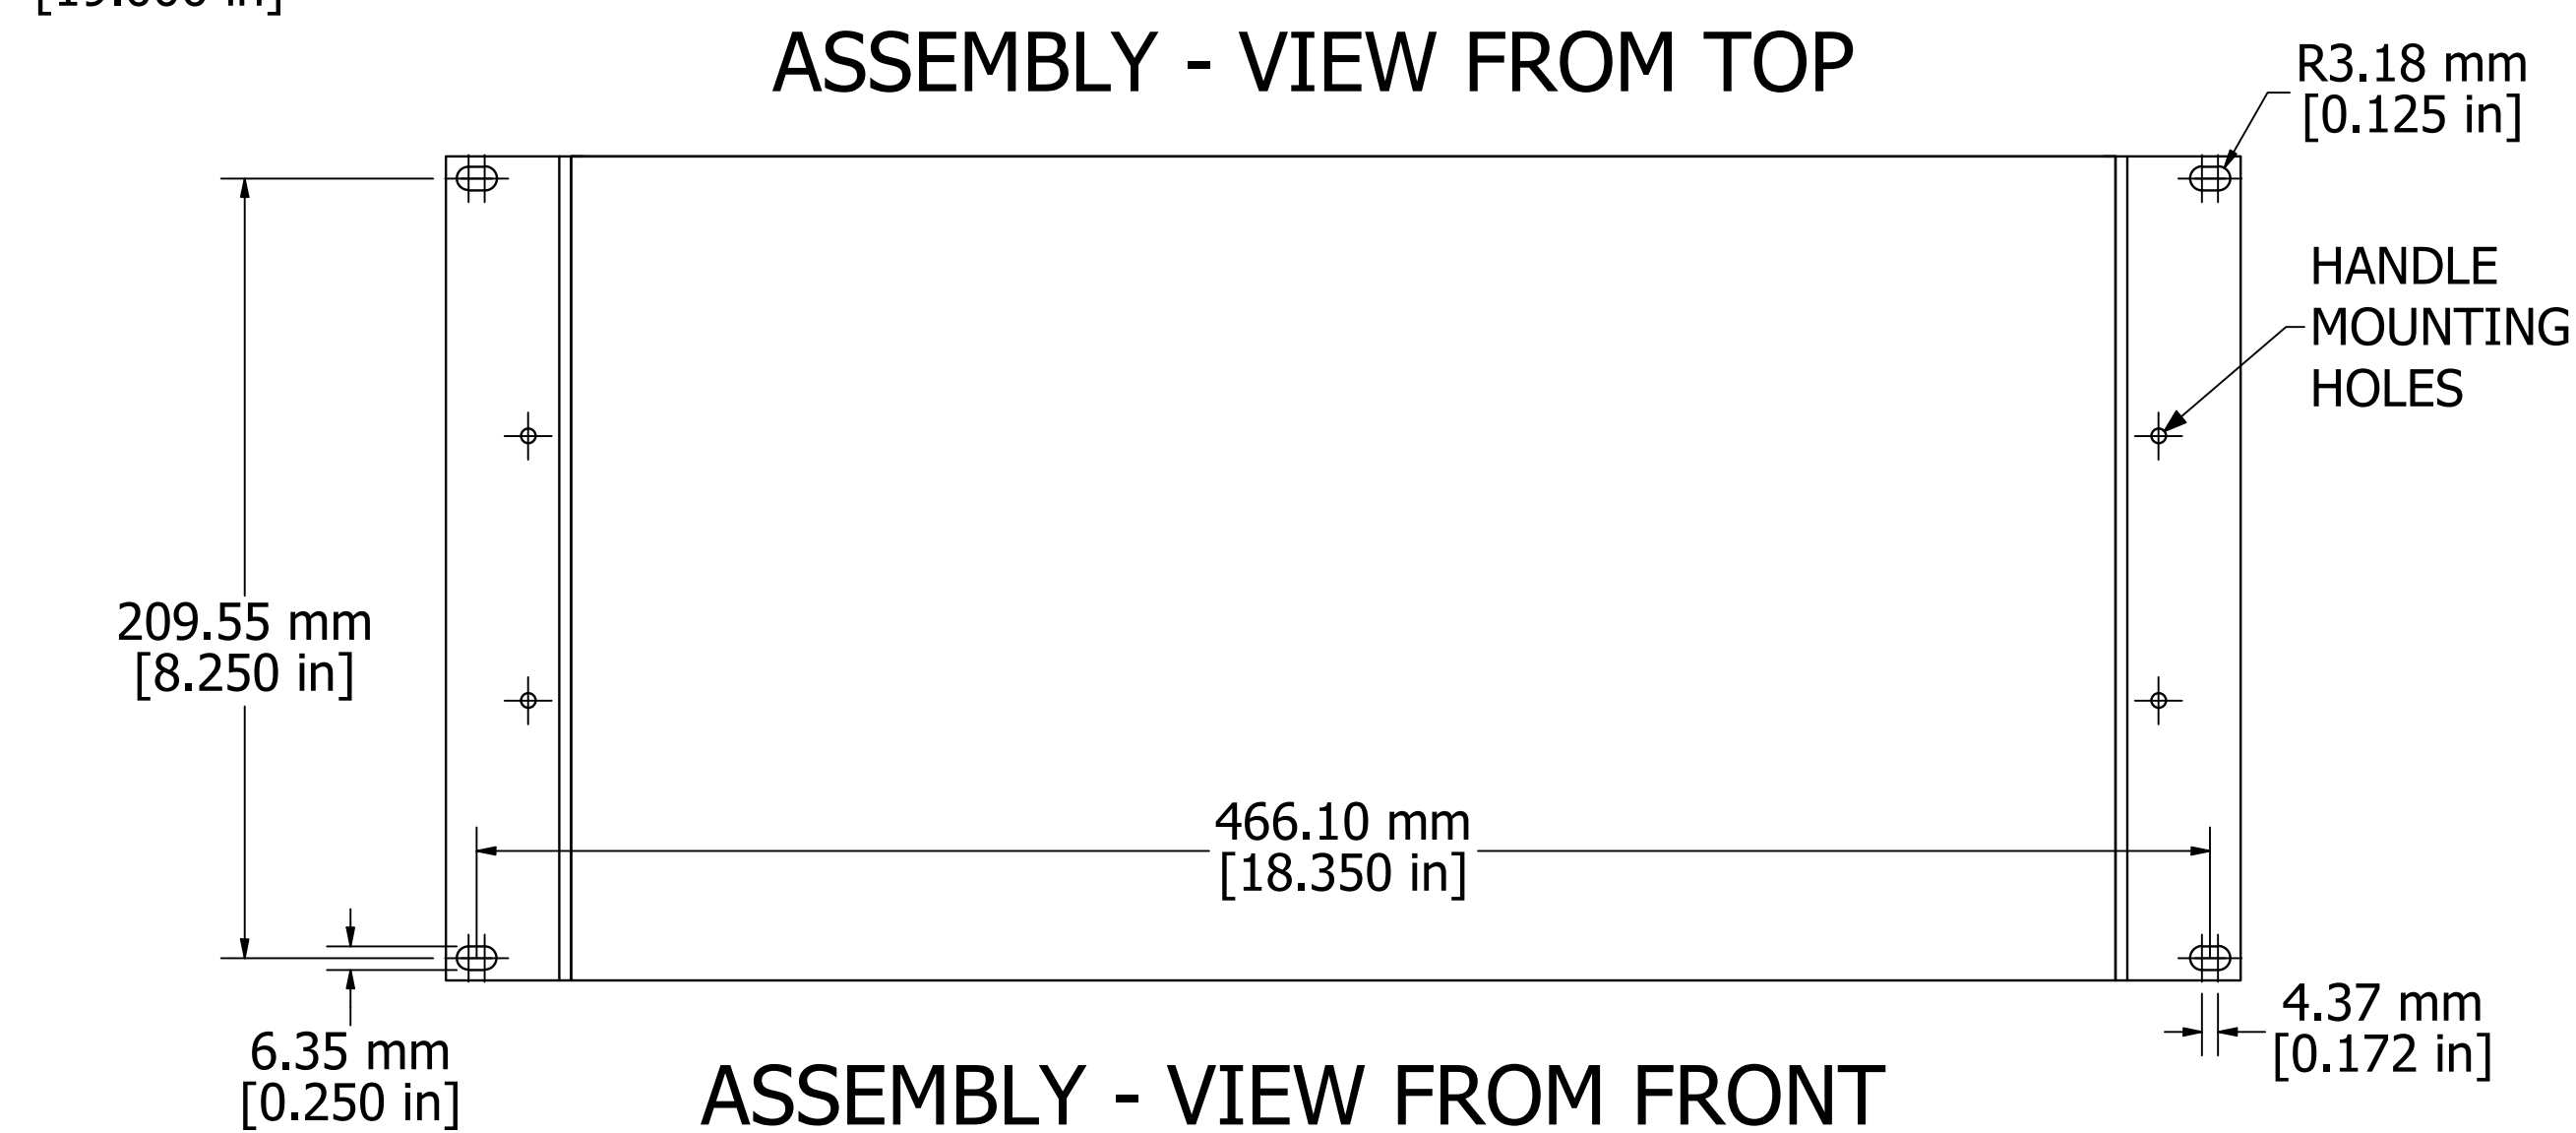 ASSEMBLY - VIEW FROM TOP
R3.18 mm
[0.125 in]
HANDLE
MOUNTING
HOLES
209.55 mm
[8.250 in]
466.10 mm
[18.350 in]
6.35 mm
[0.250 in]
4.37 mm
[0.172 in]
ASSEMBLY - VIEW FROM FRONT